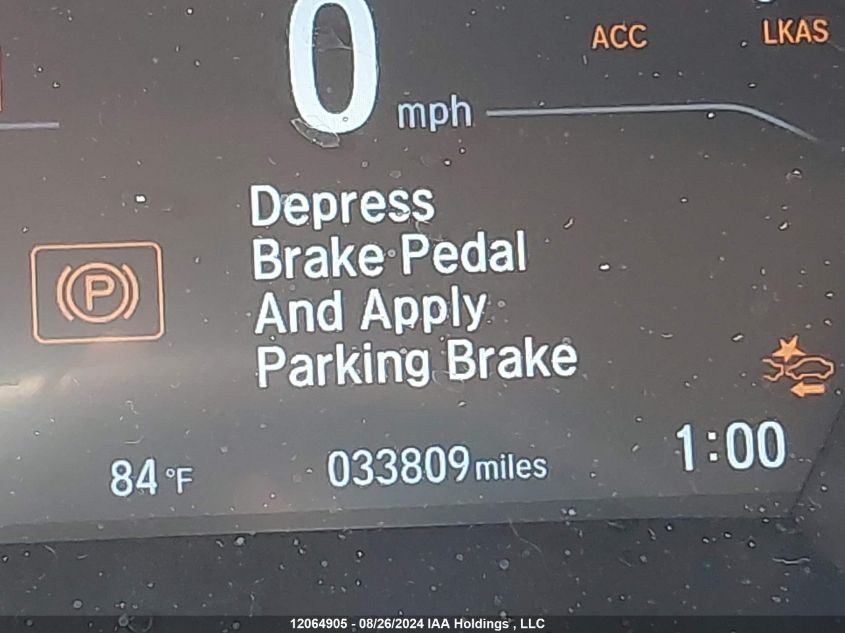 0 mph
ACC
LKAS
Depress
Brake Pedal
And Apply
Parking Brake
P
84 °F
033809 miles
1:00
12064905 - 08/26/2024 IAA Holdings , LLC